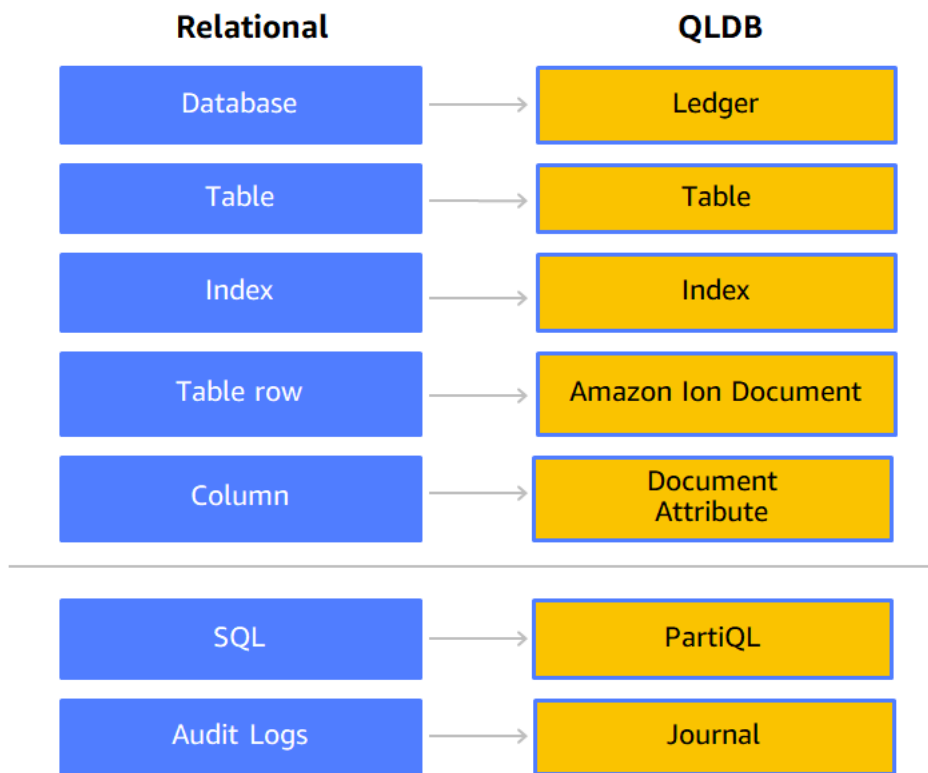 Relational QLDB
Database Ledger
Table Table
Index Index
Table row Amazon Ion Document
Column Document
Attribute
SQL PartiQL
Audit Logs Journal